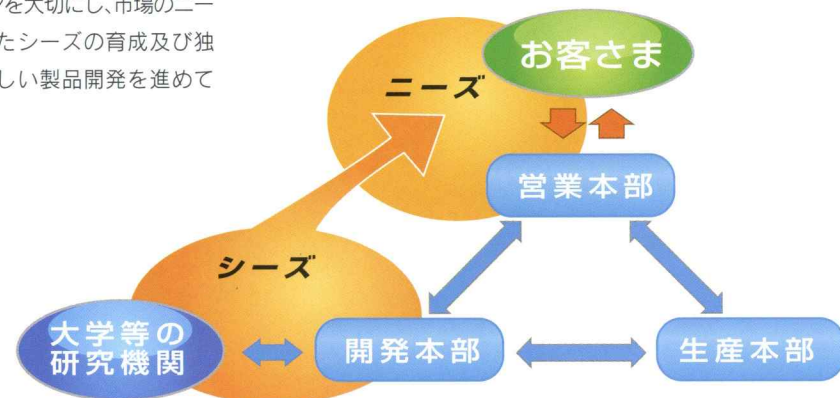 を大切にし、市場のニー
たシーズの育成及び独
しい製品開発を進めて
お客さま
ニーズ
営業本部
シーズ
大学等の
研究機関
開発本部
生産本部